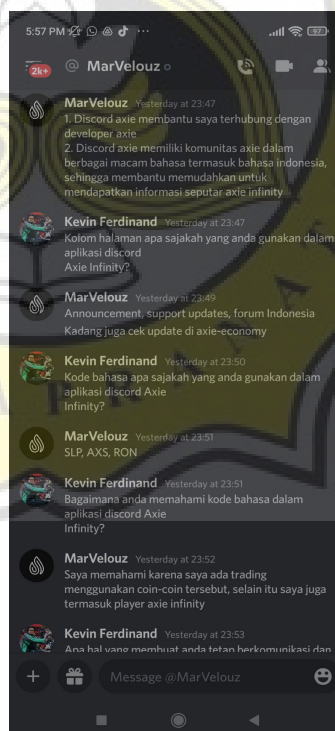 5:57 PM
97
2k+
@ MarVelouz
MarVelouz Yesterday at 23:47
1. Discord axie membantu saya terhubung dengan
developer axie
2. Discord axie memiliki komunitas axie dalam
berbagai macam bahasa termasuk bahasa indonesia,
sehingga membantu memudahkan untuk
mendapatkan informasi seputar axie infinity
Kevin Ferdinand Yesterday at 23:47
Kolom halaman apa sajakah yang anda gunakan dalam
aplikasi discord
Axie Infinity?
MarVelouz Yesterday at 23:49
Announcement, support updates, forum Indonesia
Kadang juga cek update di axie-economy
Kevin Ferdinand Yesterday at 23:50
Kode bahasa apa sajakah yang anda gunakan dalam
aplikasi discord Axie
Infinity?
MarVelouz Yesterday at 23:51
SLP, AXS, RON
Kevin Ferdinand Yesterday at 23:51
Bagaimana anda memahami kode bahasa dalam
aplikasi discord Axie
Infinity?
MarVelouz Yesterday at 23:52
Saya memahami karena saya ada trading
menggunakan coin-coin tersebut, selain itu saya juga
termasuk player axie infinity
Kevin Ferdinand Yesterday at 23:53
Apa hal yang membuat anda tetap berkomunikasi dan
Message @MarVelouz